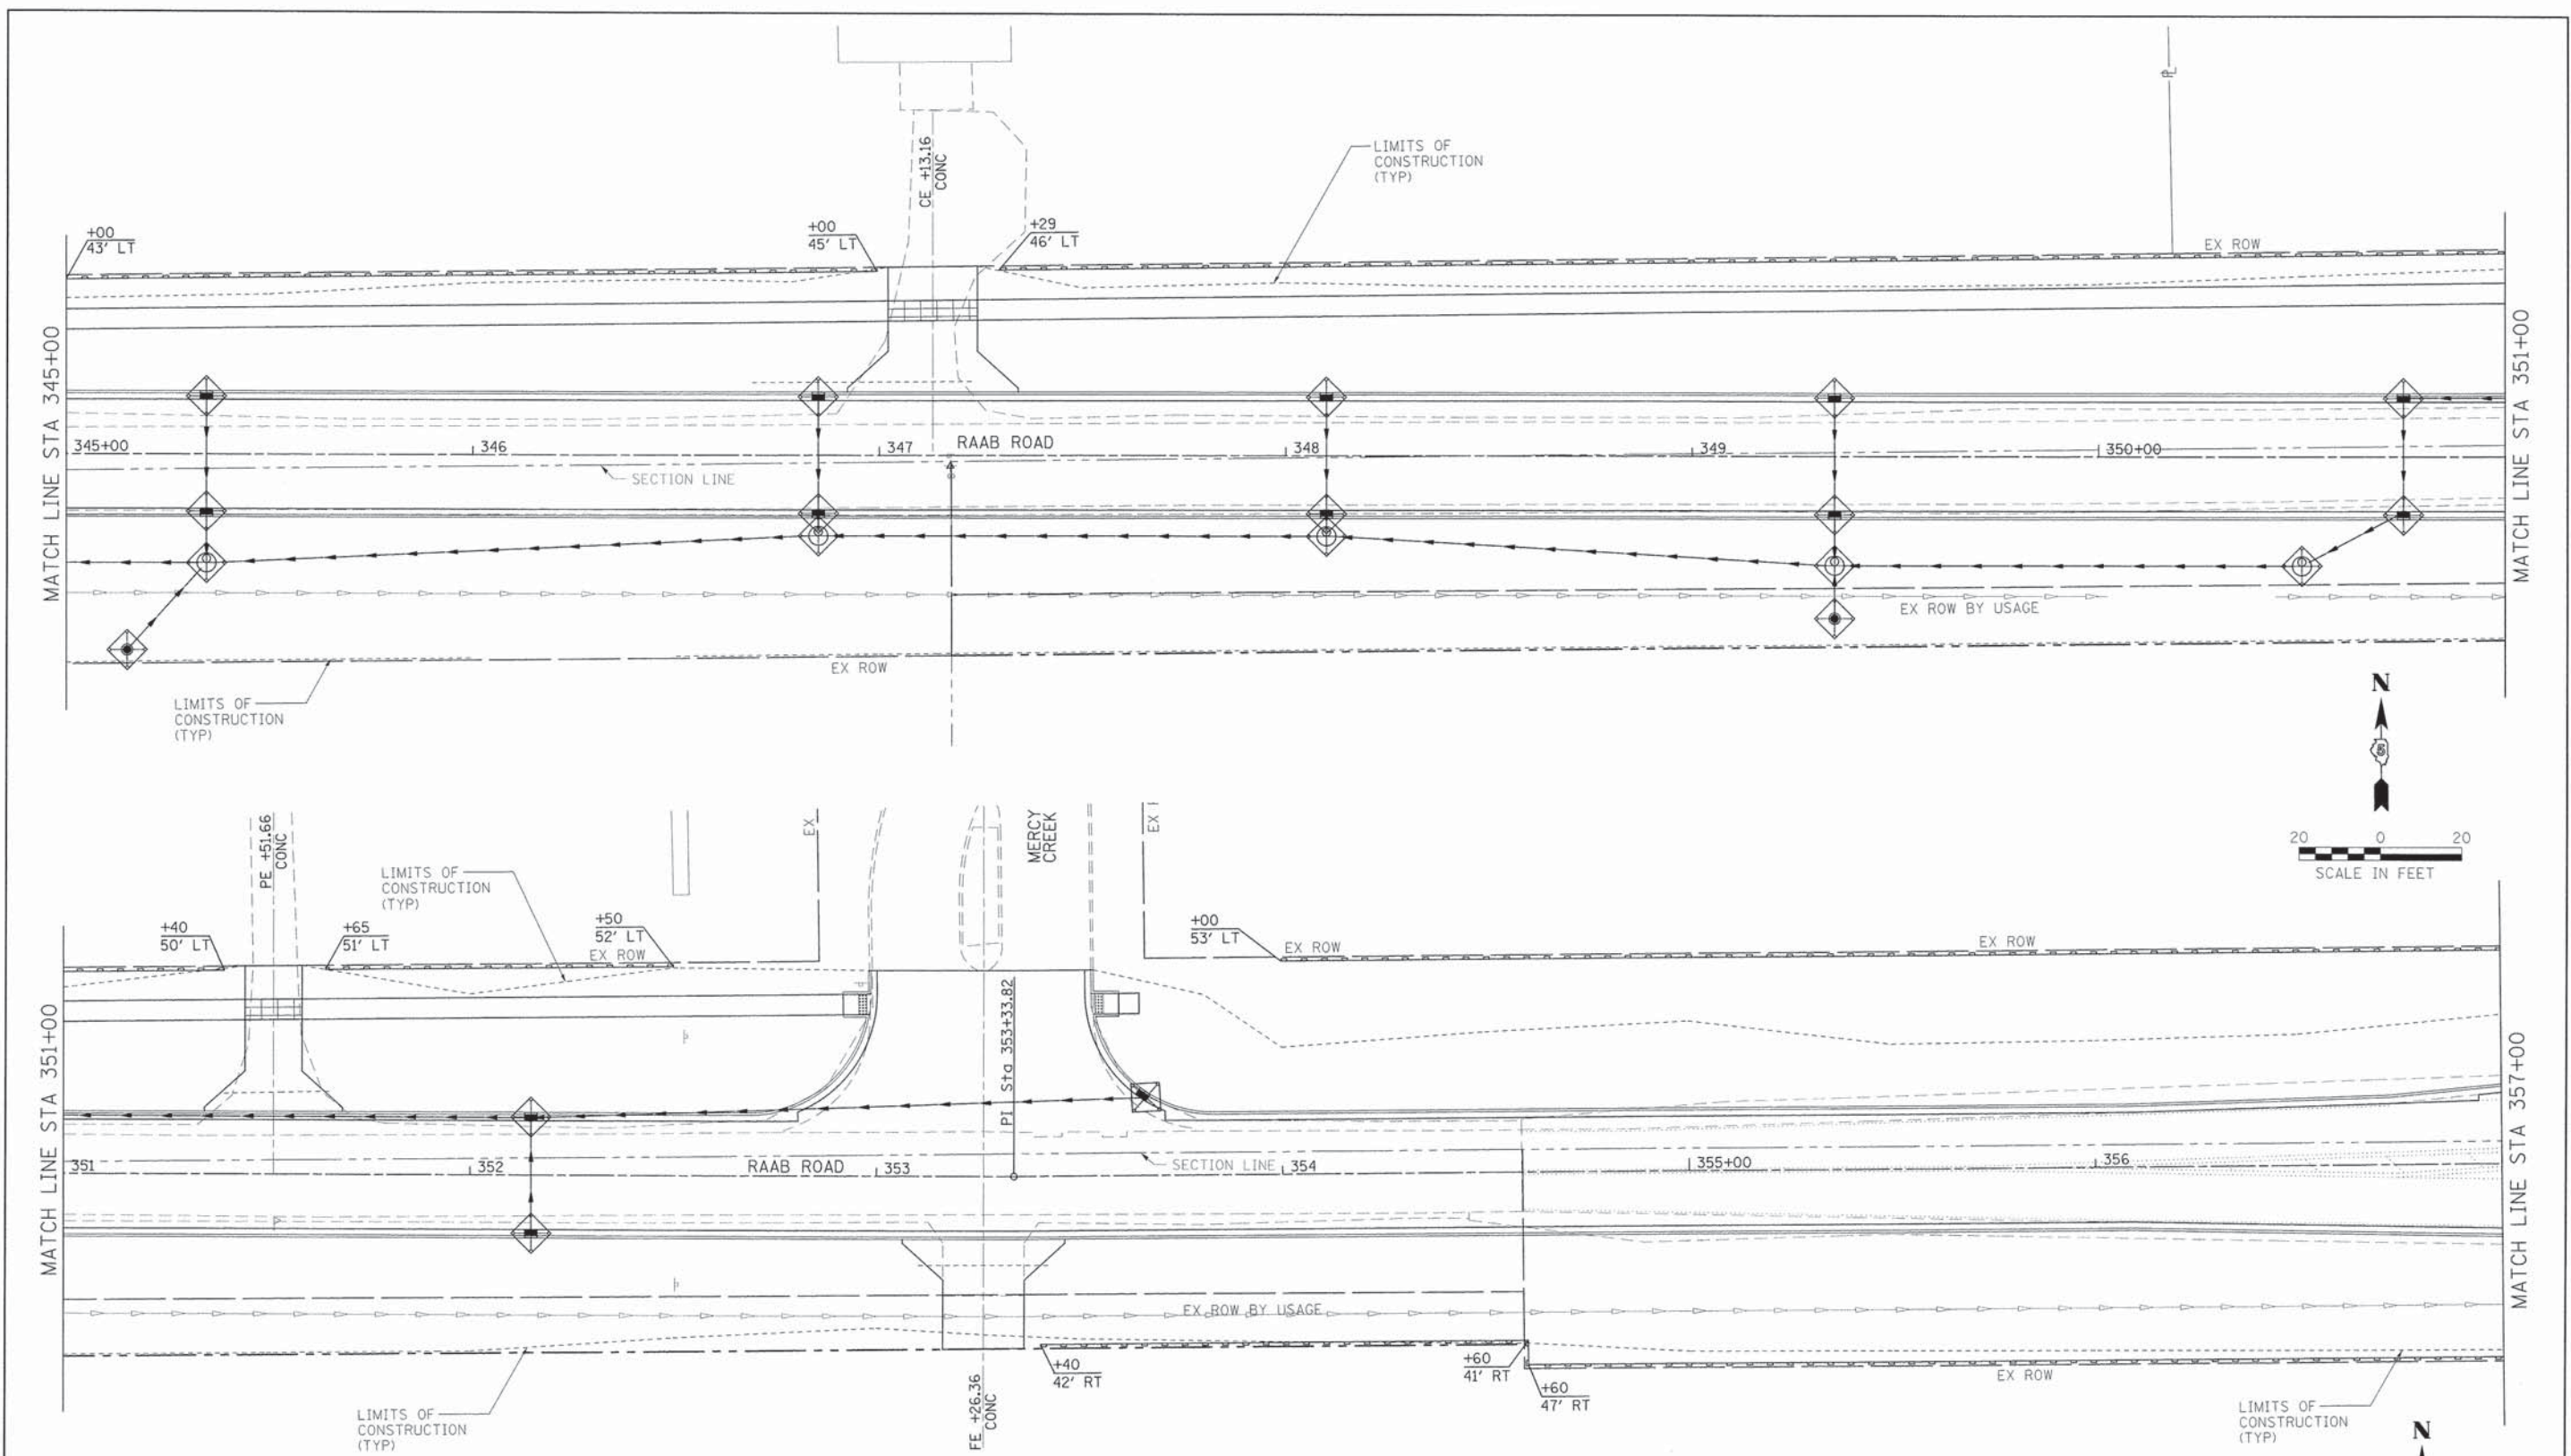 +00
43' LT
+00
45' LT
CE +13.16
CONC
+29
46' LT
LIMITS OF
CONSTRUCTION
(TYP)
PL
EX ROW
MATCH LINE STA 345+00
MATCH LINE STA 351+00
345+00
346
347
RAAB ROAD
348
349
350+00
SECTION LINE
EX ROW BY USAGE
EX ROW
LIMITS OF
CONSTRUCTION
(TYP)
N
5
20 0 20
SCALE IN FEET
PE +51.66
CONC
LIMITS OF
CONSTRUCTION
(TYP)
EX
MERCY
CREEK
EX
+40
50' LT
+65
51' LT
+50
52' LT
EX ROW
+00
53' LT
EX ROW
EX ROW
MATCH LINE STA 351+00
MATCH LINE STA 357+00
PI Sta 353+33.82
351
352
RAAB ROAD
353
SECTION LINE
354
355+00
356
EX ROW BY USAGE
+40
42' RT
+60
41' RT
+60
47' RT
EX ROW
FE +26.36
CONC
LIMITS OF
CONSTRUCTION
(TYP)
LIMITS OF
CONSTRUCTION
(TYP)
N